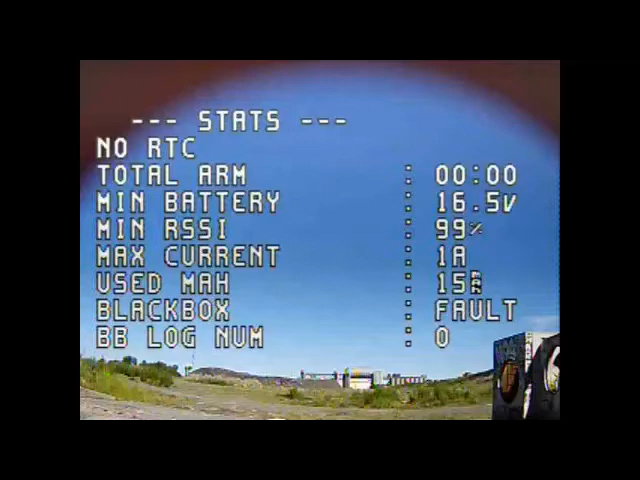 --- STATS ---
NO RTC
TOTAL ARM : 00:00
MIN BATTERY : 16.5V
MIN RSSI : 99%
MAX CURRENT : 1A
USED MAH : 15mA
BLACKBOX : FAULT
BB LOG NUM : 0